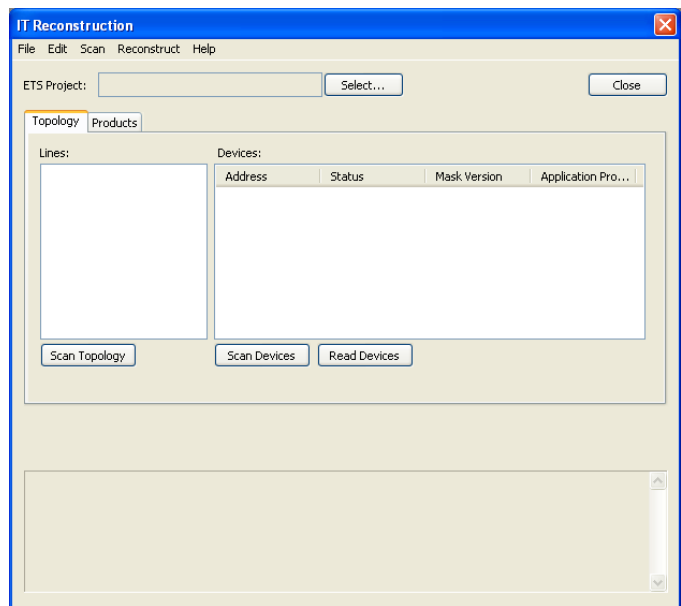 IT Reconstruction
File Edit Scan Reconstruct Help
ETS Project: Select... Close
Topology Products
Lines: Devices:
Address Status Mask Version Application Pro...
Scan Topology Scan Devices Read Devices